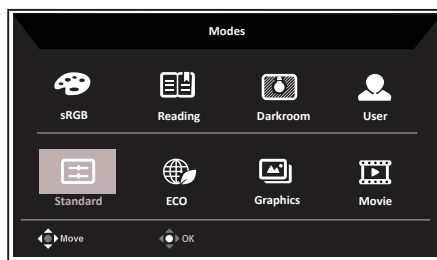 Modes
sRGB Reading Darkroom User
Standard ECO Graphics Movie
Move OK